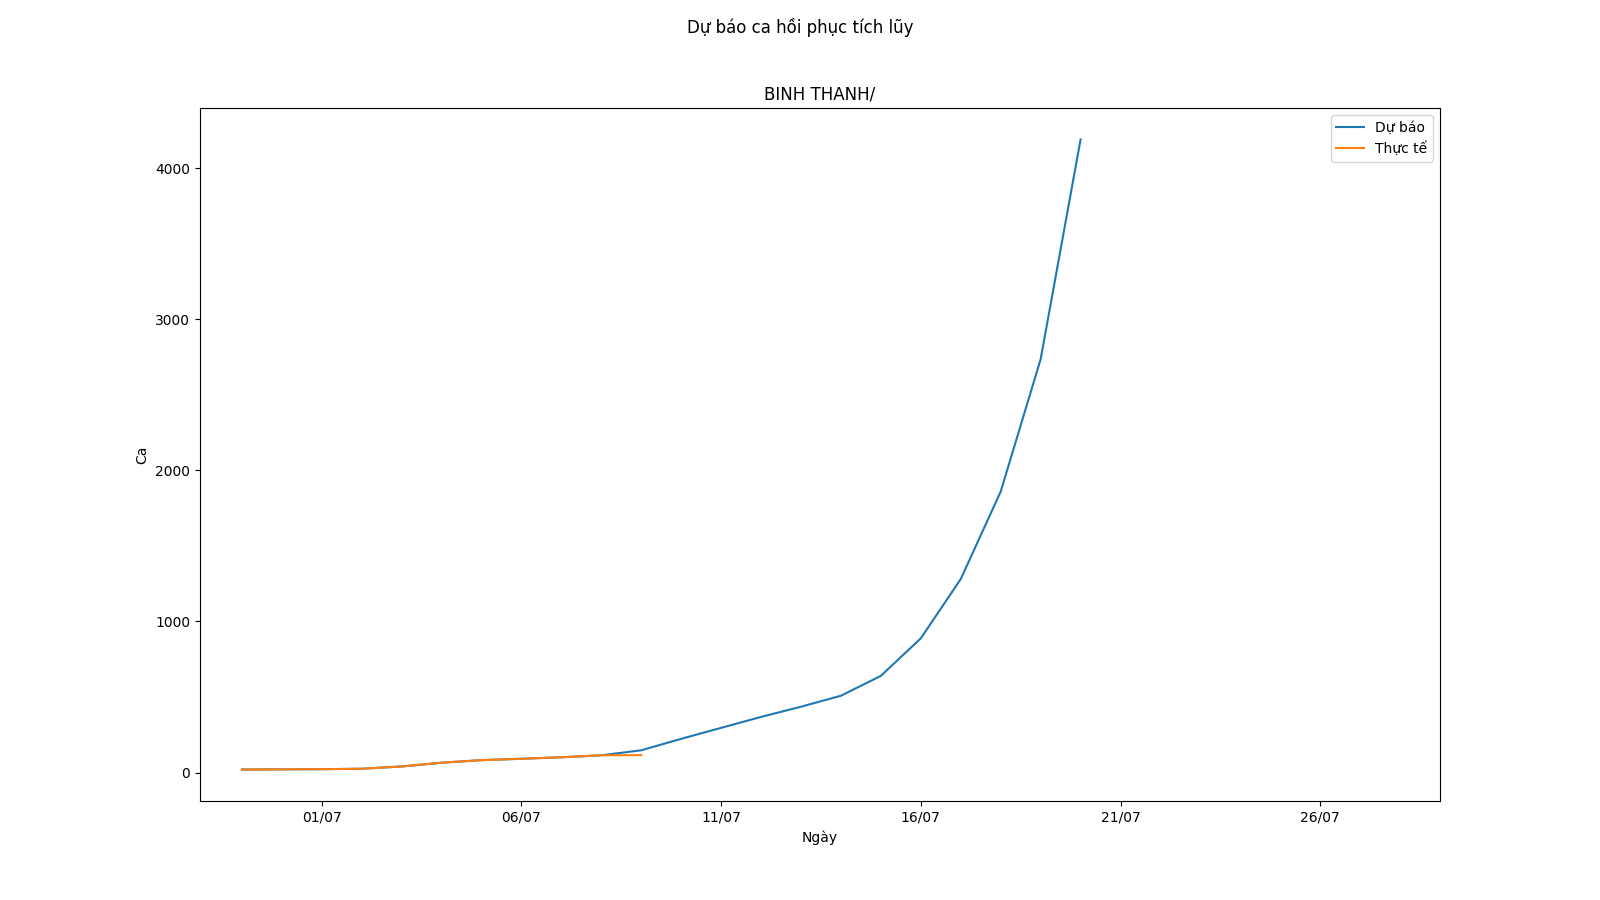 Dự báo ca hồi phục tích lũy
BINH THANH/
Dự báo
Thực tế
4000
3000
2000
1000
0
Ca
01/07
06/07
11/07
16/07
21/07
26/07
Ngày